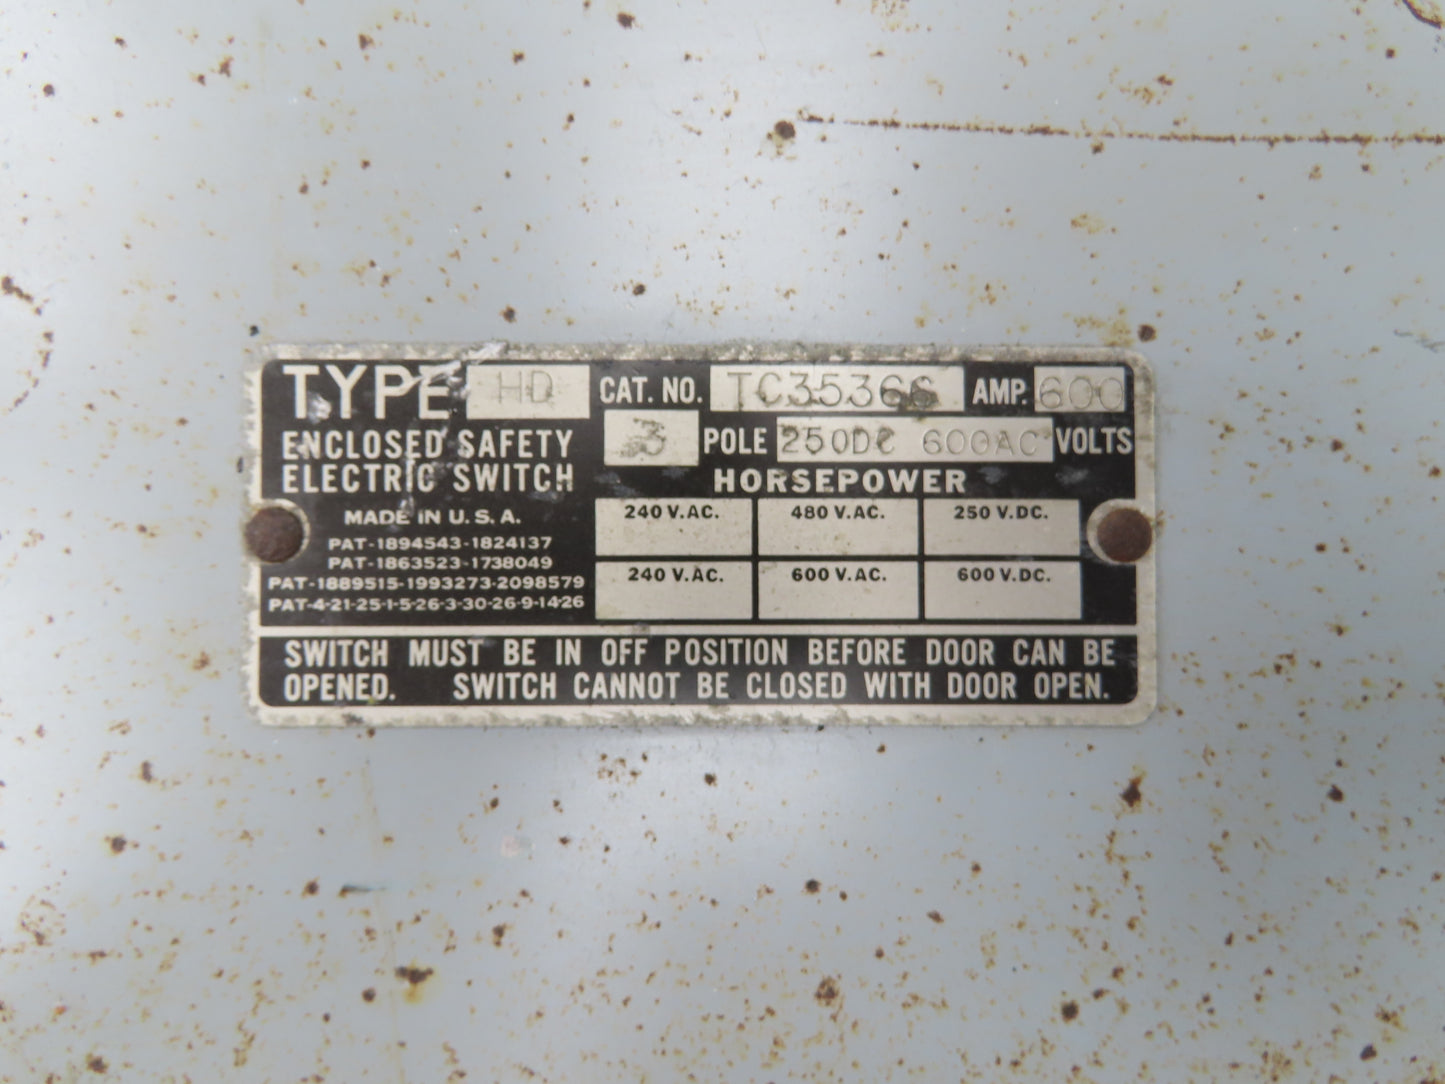 TYPE HD CAT. NO. TC35366 AMP. 600
ENCLOSED SAFETY
ELECTRIC SWITCH
3 POLE 250DC 600AC VOLTS
HORSEPOWER
MADE IN U.S.A.
PAT-1894543-1824137
PAT-1863523-1738049
PAT-1889515-1993273-2098579
PAT-4-21-25-1-5-26-3-30-26-9-14-26
240 V.AC. 480 V.AC. 250 V.DC.
240 V.AC. 600 V.AC. 600 V.DC.
SWITCH MUST BE IN OFF POSITION BEFORE DOOR CAN BE
OPENED. SWITCH CANNOT BE CLOSED WITH DOOR OPEN.